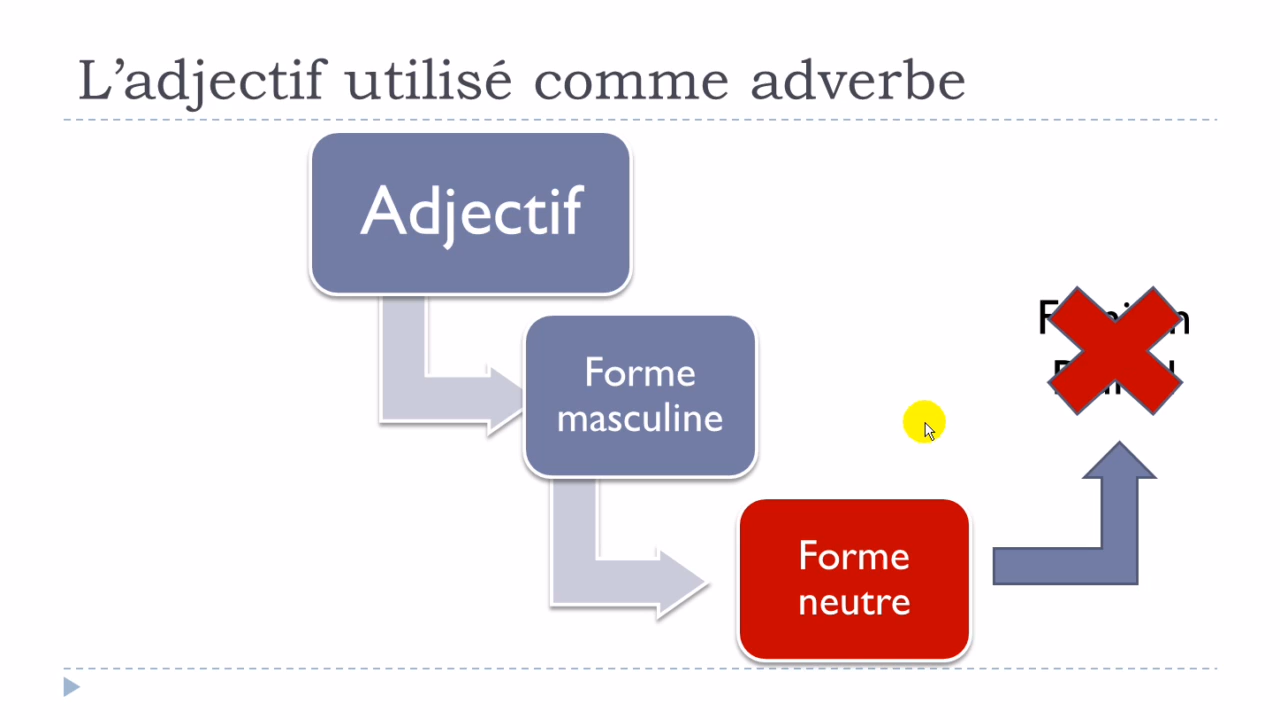 L’adjectif utilisé comme adverbe
Adjectif
Forme
masculine
Forme
neutre